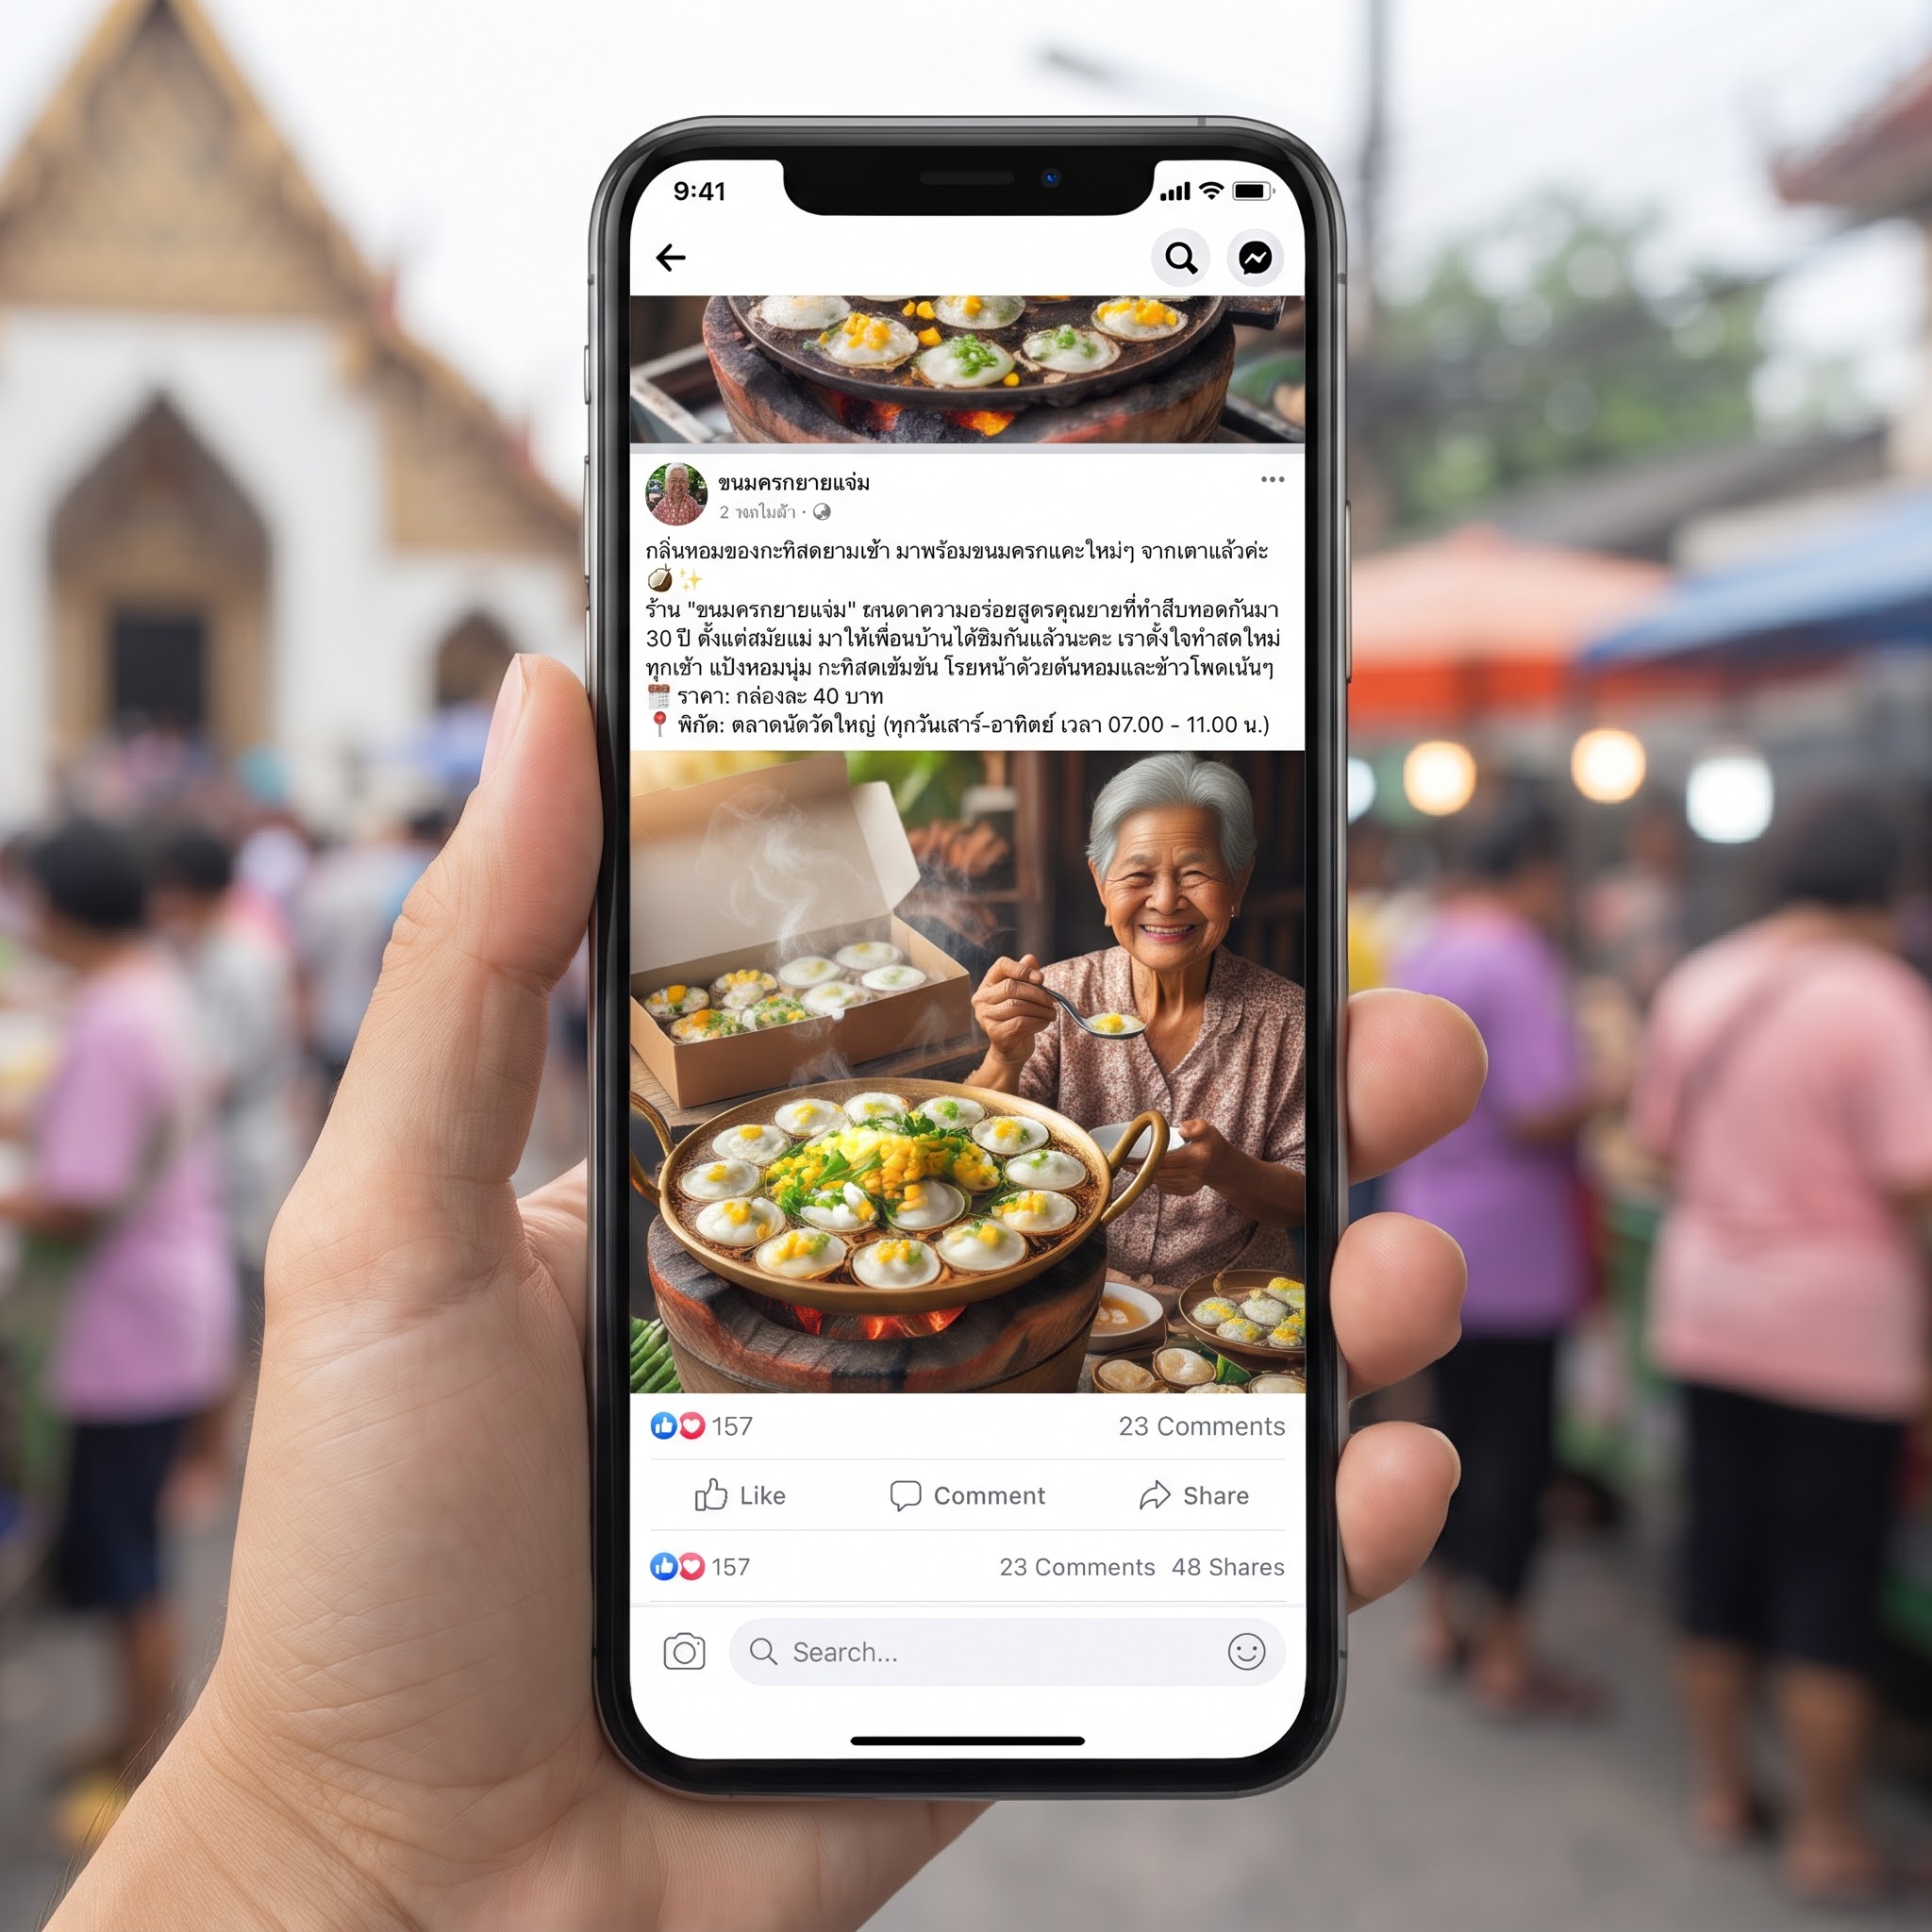 9:41
ขนมครกยายแจ่ม
2
กลิ่นหอมของกะทิสดยามเช้า มาพร้อมขนมครกแคะใหม่ๆ จากเตาแล้วค่ะ
🥥✨
ร้าน "ขนมครกยายแจ่ม" ความอร่อยสูตรคุณยายที่ทำสืบทอดกันมา
30 ปี ตั้งแต่สมัยแม่ มาให้เพื่อนบ้านได้ชิมกันแล้วนะคะ เราตั้งใจทำสดใหม่
ทุกเช้า แป้งหอมนุ่ม กะทิสดเข้มข้น โรยหน้าด้วยต้นหอมและข้าวโพดเน้นๆ
ราคา: กล่องละ 40 บาท
📍 พิกัด: ตลาดนัดวัดใหญ่ (ทุกวันเสาร์-อาทิตย์ เวลา 07.00 - 11.00 น.)
157 23 Comments
Like Comment Share
157 23 Comments 48 Shares
Search...